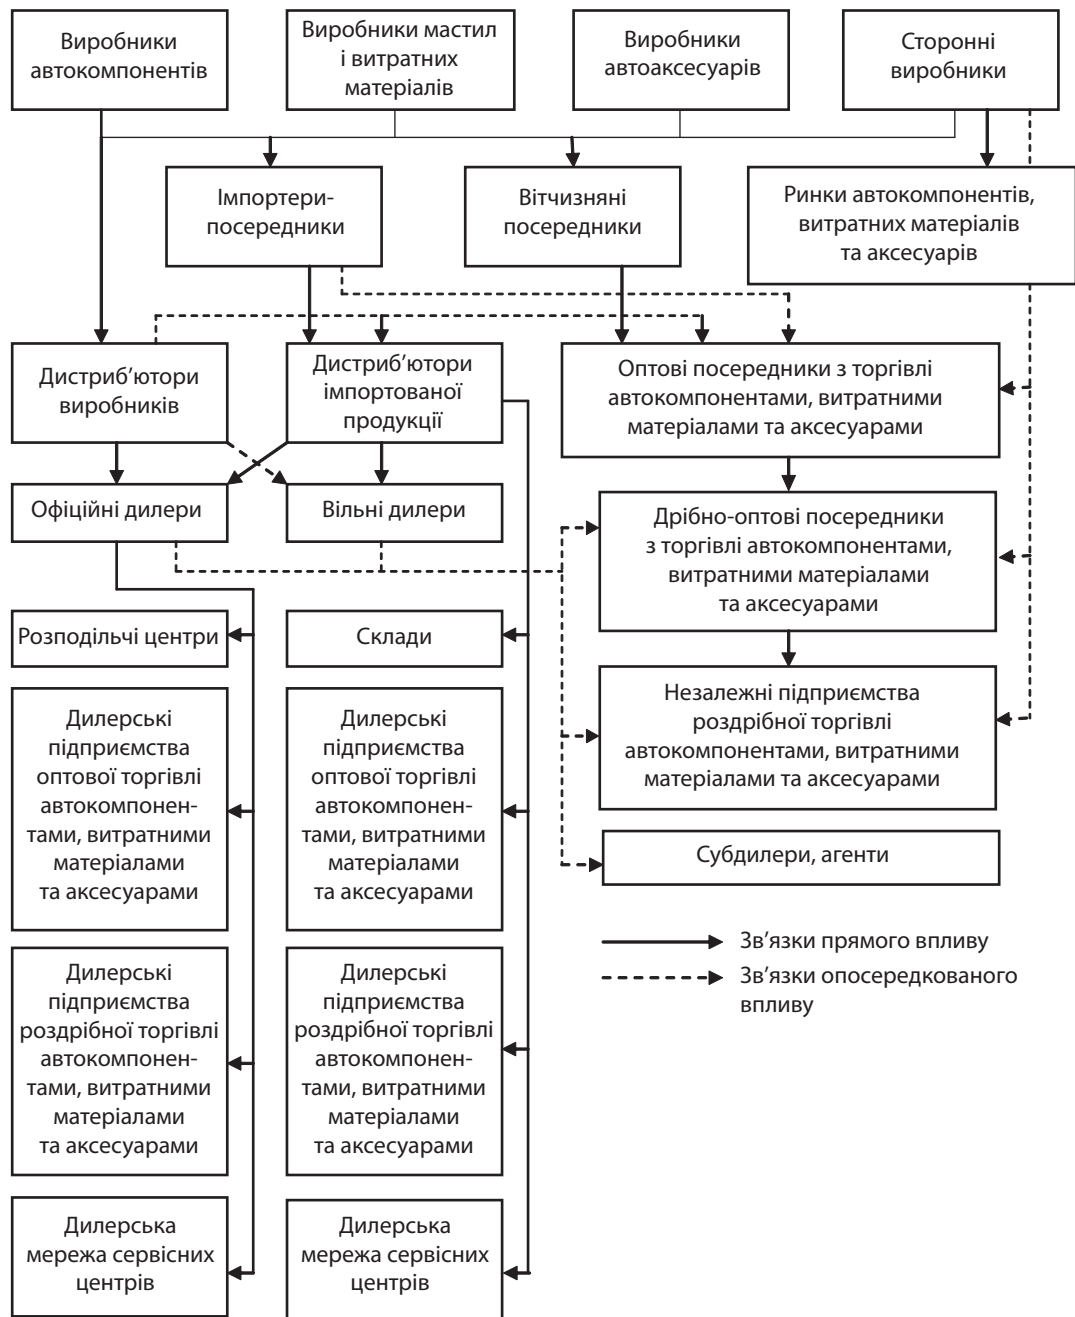 Виробники
автокомпонентів
Виробники мастил
і витратних
матеріалів
Виробники
автоаксесуарів
Сторонні
виробники
Імпортери-
посередники
Вітчизняні
посередники
Ринки автокомпонентів,
витратних матеріалів
та аксесуарів
Дистриб’ютори
виробників
Дистриб’ютори
імпортованої
продукції
Оптові посередники з торгівлі
автокомпонентами, витратними
матеріалами та аксесуарами
Офіційні дилери
Вільні дилери
Дрібно-оптові посередники
з торгівлі автокомпонентами,
витратними матеріалами
та аксесуарами
Розподільчі центри
Склади
Незалежні підприємства
роздрібної торгівлі
автокомпонентами, витратними
матеріалами та аксесуарами
Дилерські
підприємства
оптової торгівлі
автокомпонен-
тами, витратними
матеріалами
та аксесуарами
Дилерські
підприємства
оптової торгівлі
автокомпонен-
тами, витратними
матеріалами
та аксесуарами
Субдилери, агенти
Зв’язки прямого впливу
Зв’язки опосередкованого
впливу
Дилерські
підприємства
роздрібної торгівлі
автокомпонен-
тами, витратними
матеріалами
та аксесуарами
Дилерські
підприємства
роздрібної торгівлі
автокомпонен-
тами, витратними
матеріалами
та аксесуарами
Дилерська
мережа сервісних
центрів
Дилерська
мережа сервісних
центрів